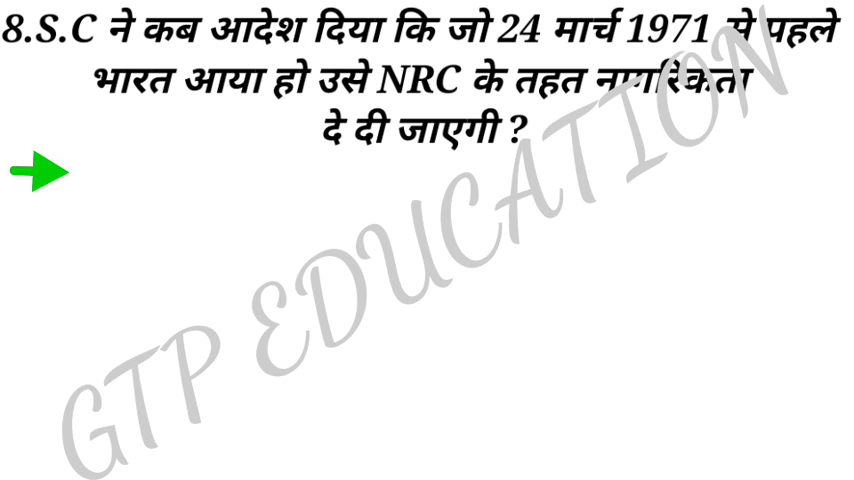 8.S.C ने कब आदेश दिया कि जो 24 मार्च 1971 से पहले
भारत आया हो उसे NRC के तहत नागरिकता
दे दी जाएगी ?
GTP EDUCATION